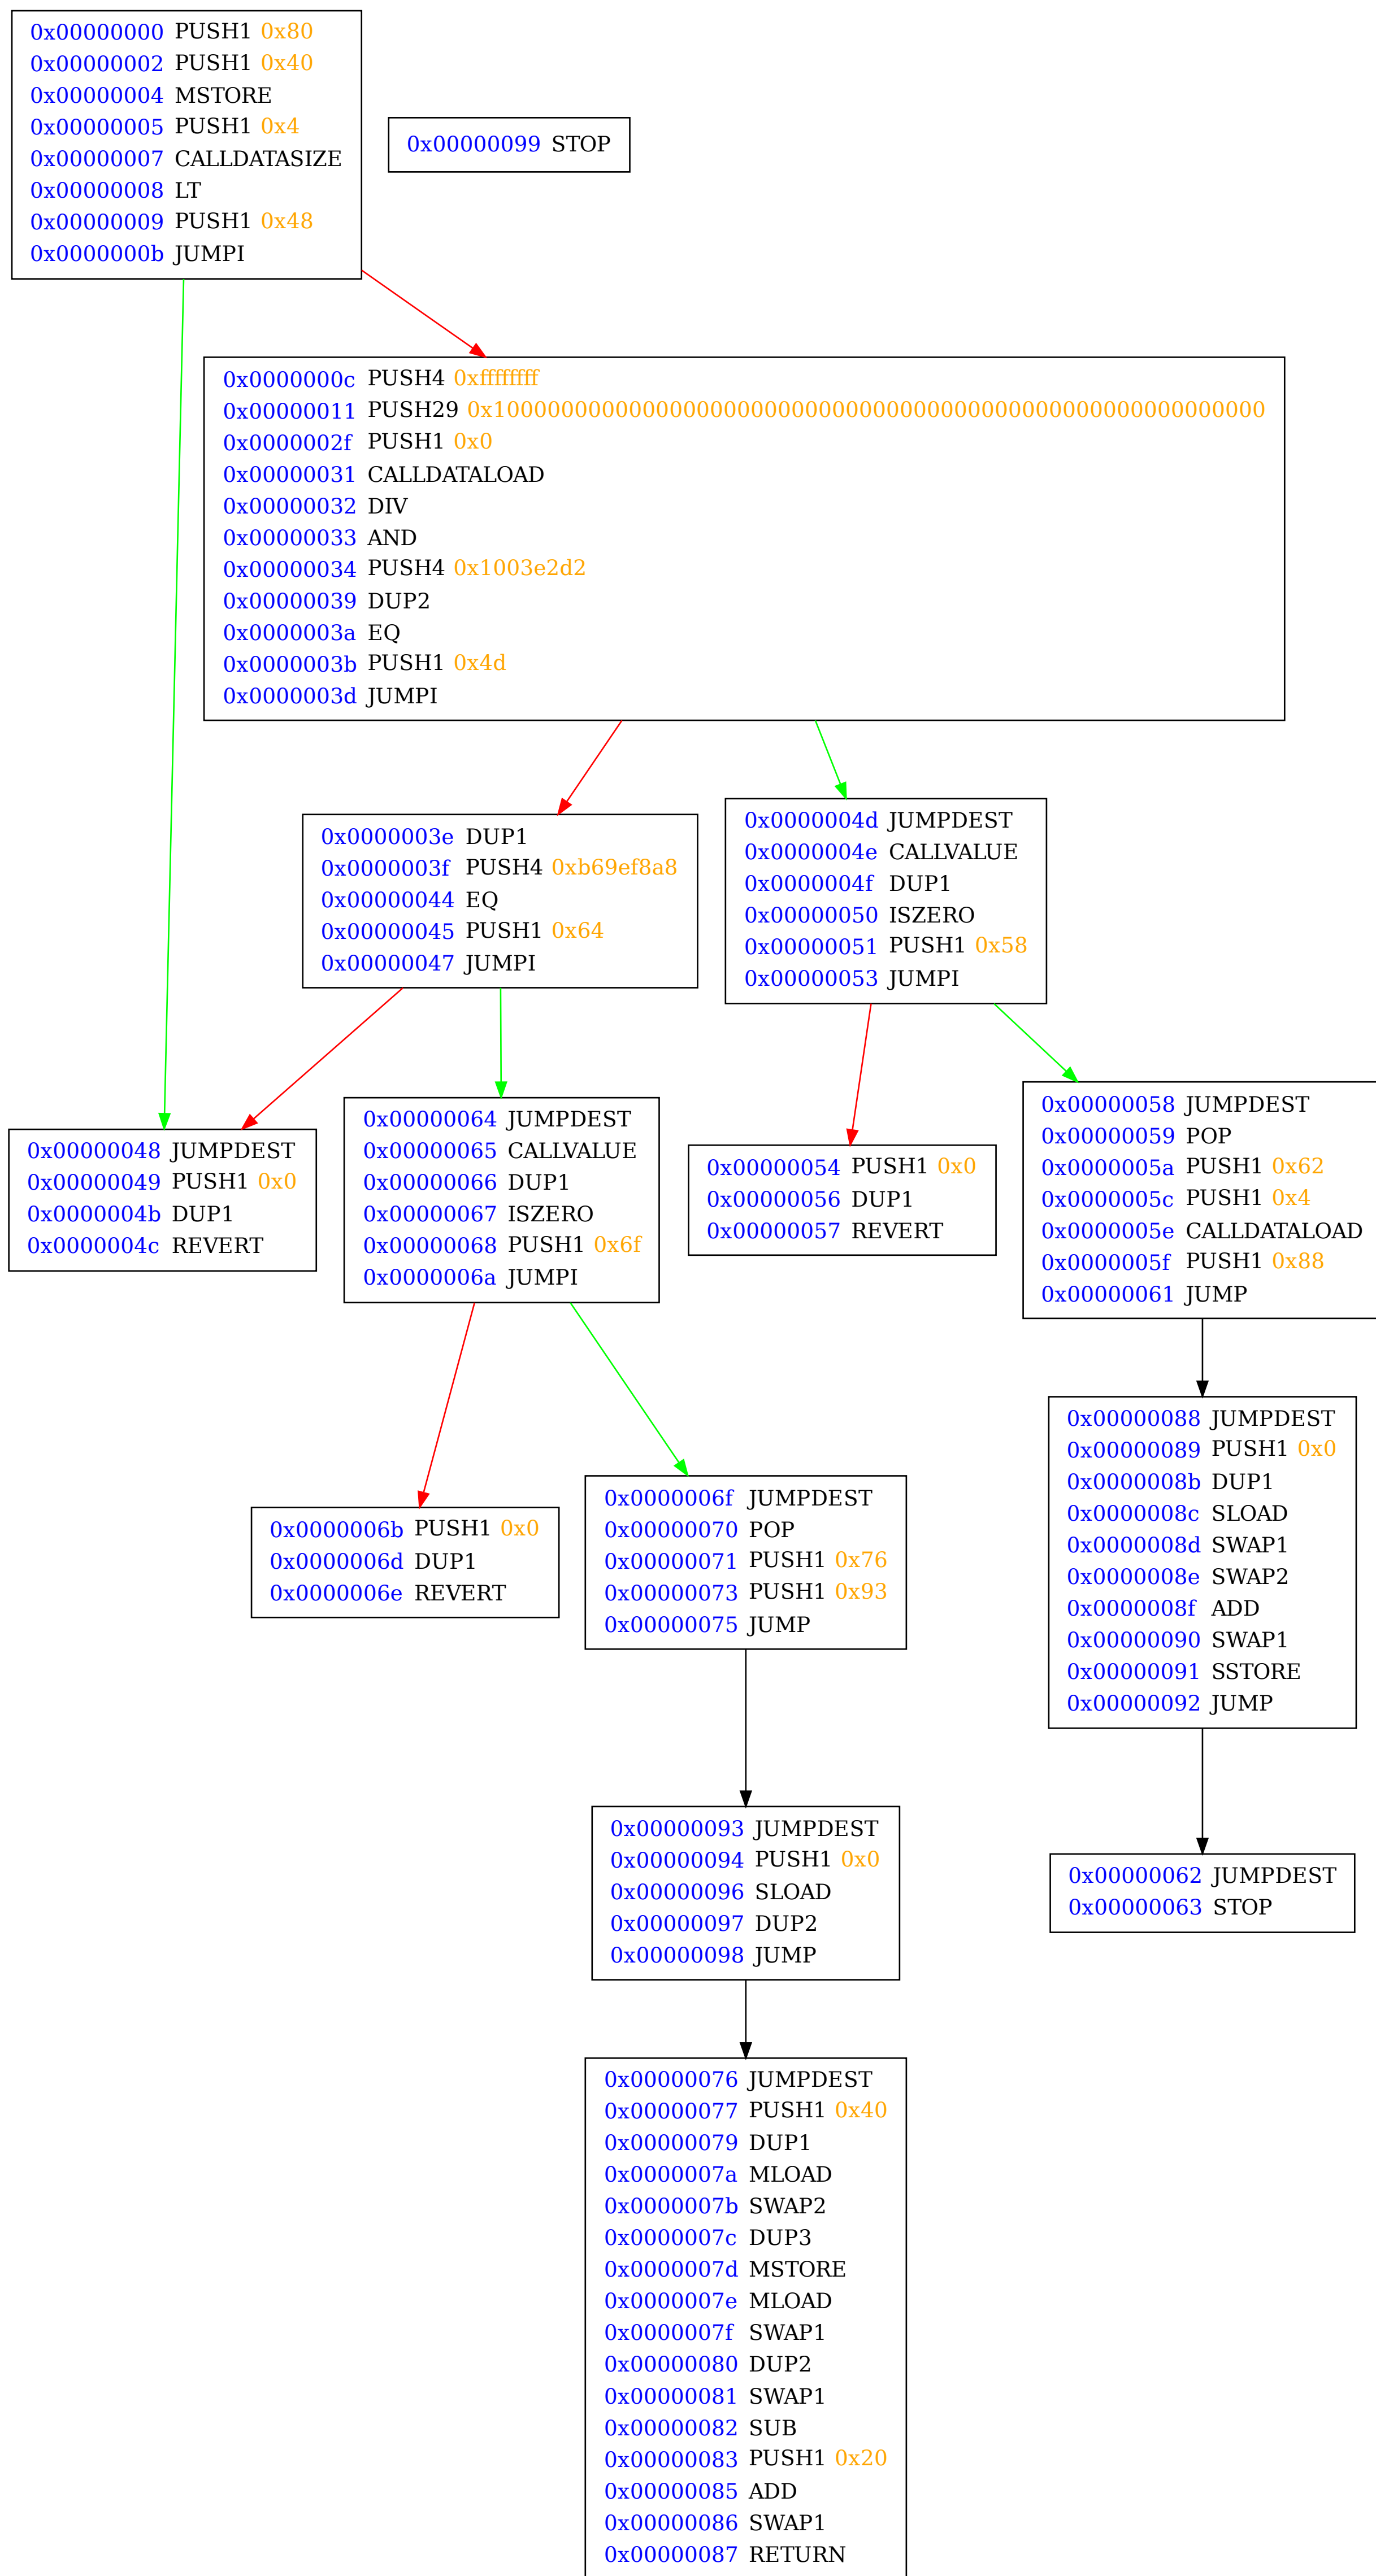 0x00000000 PUSH1 0x80
0x00000002 PUSH1 0x40
0x00000004 MSTORE
0x00000005 PUSH1 0x4
0x00000007 CALLDATASIZE
0x00000008 LT
0x00000009 PUSH1 0x48
0x0000000b JUMPI
0x00000099 STOP
0x0000000c PUSH4 0xffffffff
0x00000011 PUSH29 0x100000000000000000000000000000000000000000000000000000000
0x0000002f PUSH1 0x0
0x00000031 CALLDATALOAD
0x00000032 DIV
0x00000033 AND
0x00000034 PUSH4 0x1003e2d2
0x00000039 DUP2
0x0000003a EQ
0x0000003b PUSH1 0x4d
0x0000003d JUMPI
0x0000003e DUP1
0x0000003f PUSH4 0xb69ef8a8
0x00000044 EQ
0x00000045 PUSH1 0x64
0x00000047 JUMPI
0x0000004d JUMPDEST
0x0000004e CALLVALUE
0x0000004f DUP1
0x00000050 ISZERO
0x00000051 PUSH1 0x58
0x00000053 JUMPI
0x00000048 JUMPDEST
0x00000049 PUSH1 0x0
0x0000004b DUP1
0x0000004c REVERT
0x00000064 JUMPDEST
0x00000065 CALLVALUE
0x00000066 DUP1
0x00000067 ISZERO
0x00000068 PUSH1 0x6f
0x0000006a JUMPI
0x00000054 PUSH1 0x0
0x00000056 DUP1
0x00000057 REVERT
0x00000058 JUMPDEST
0x00000059 POP
0x0000005a PUSH1 0x62
0x0000005c PUSH1 0x4
0x0000005e CALLDATALOAD
0x0000005f PUSH1 0x88
0x00000061 JUMP
0x0000006b PUSH1 0x0
0x0000006d DUP1
0x0000006e REVERT
0x0000006f JUMPDEST
0x00000070 POP
0x00000071 PUSH1 0x76
0x00000073 PUSH1 0x93
0x00000075 JUMP
0x00000088 JUMPDEST
0x00000089 PUSH1 0x0
0x0000008b DUP1
0x0000008c SLOAD
0x0000008d SWAP1
0x0000008e SWAP2
0x0000008f ADD
0x00000090 SWAP1
0x00000091 SSTORE
0x00000092 JUMP
0x00000093 JUMPDEST
0x00000094 PUSH1 0x0
0x00000096 SLOAD
0x00000097 DUP2
0x00000098 JUMP
0x00000062 JUMPDEST
0x00000063 STOP
0x00000076 JUMPDEST
0x00000077 PUSH1 0x40
0x00000079 DUP1
0x0000007a MLOAD
0x0000007b SWAP2
0x0000007c DUP3
0x0000007d MSTORE
0x0000007e MLOAD
0x0000007f SWAP1
0x00000080 DUP2
0x00000081 SWAP1
0x00000082 SUB
0x00000083 PUSH1 0x20
0x00000085 ADD
0x00000086 SWAP1
0x00000087 RETURN